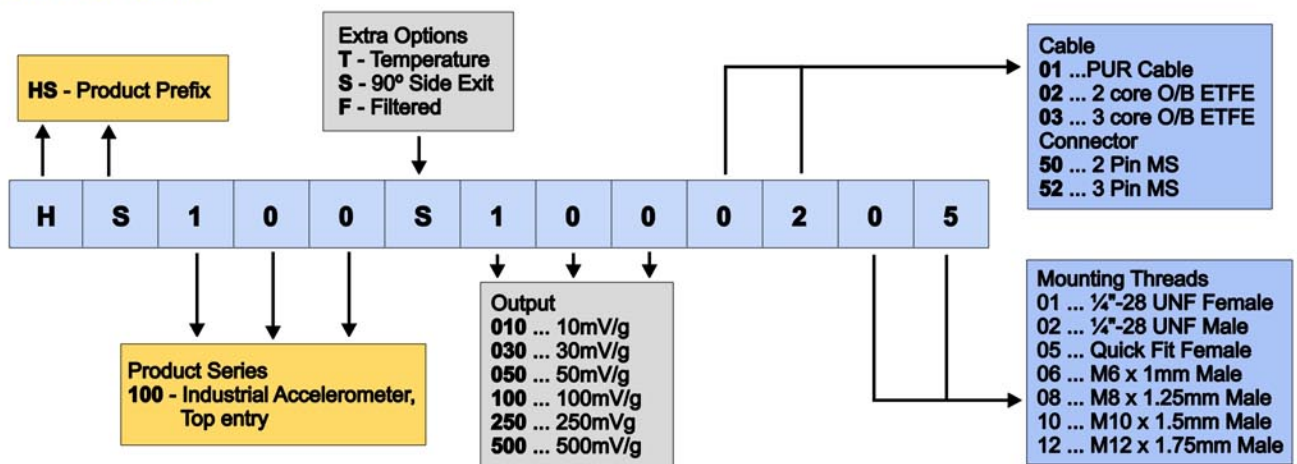 Extra Options
T - Temperature
S - 90º Side Exit
F - Filtered
HS - Product Prefix
Cable
01 ...PUR Cable
02 ... 2 core O/B ETFE
03 ... 3 core O/B ETFE
Connector
50 ... 2 Pin MS
52 ... 3 Pin MS
H S 1 0 0 S 1 0 0 0 2 0 5
Product Series
100 - Industrial Accelerometer,
Top entry
Output
010 ... 10mV/g
030 ... 30mV/g
050 ... 50mV/g
100 ... 100mV/g
250 ... 250mVg
500 ... 500mV/g
Mounting Threads
01 ... ¼"-28 UNF Female
02 ... ¼"-28 UNF Male
05 ... Quick Fit Female
06 ... M6 x 1mm Male
08 ... M8 x 1.25mm Male
10 ... M10 x 1.5mm Male
12 ... M12 x 1.75mm Male